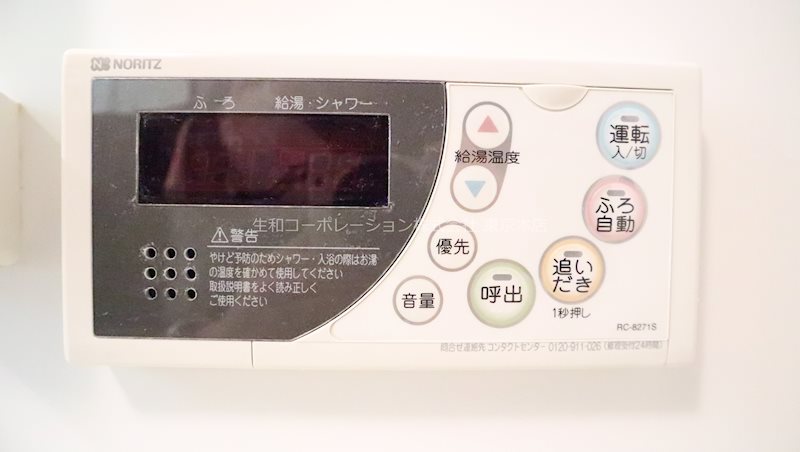 NORITZ
ふろ 給湯・シャワー
給湯温度
運転
入/切
ふろ
自動
生和コーポレーション
警告
やけど予防のためシャワー・入浴の際はお湯
の温度を確かめて使用してください
取扱説明書をよく読み正しく
ご使用ください
優先
追い
だき
1秒押し
音量
呼出
RC-8271S
問合せ連絡先 コンタクトセンター 0120-911-026 (修理受付24時間)